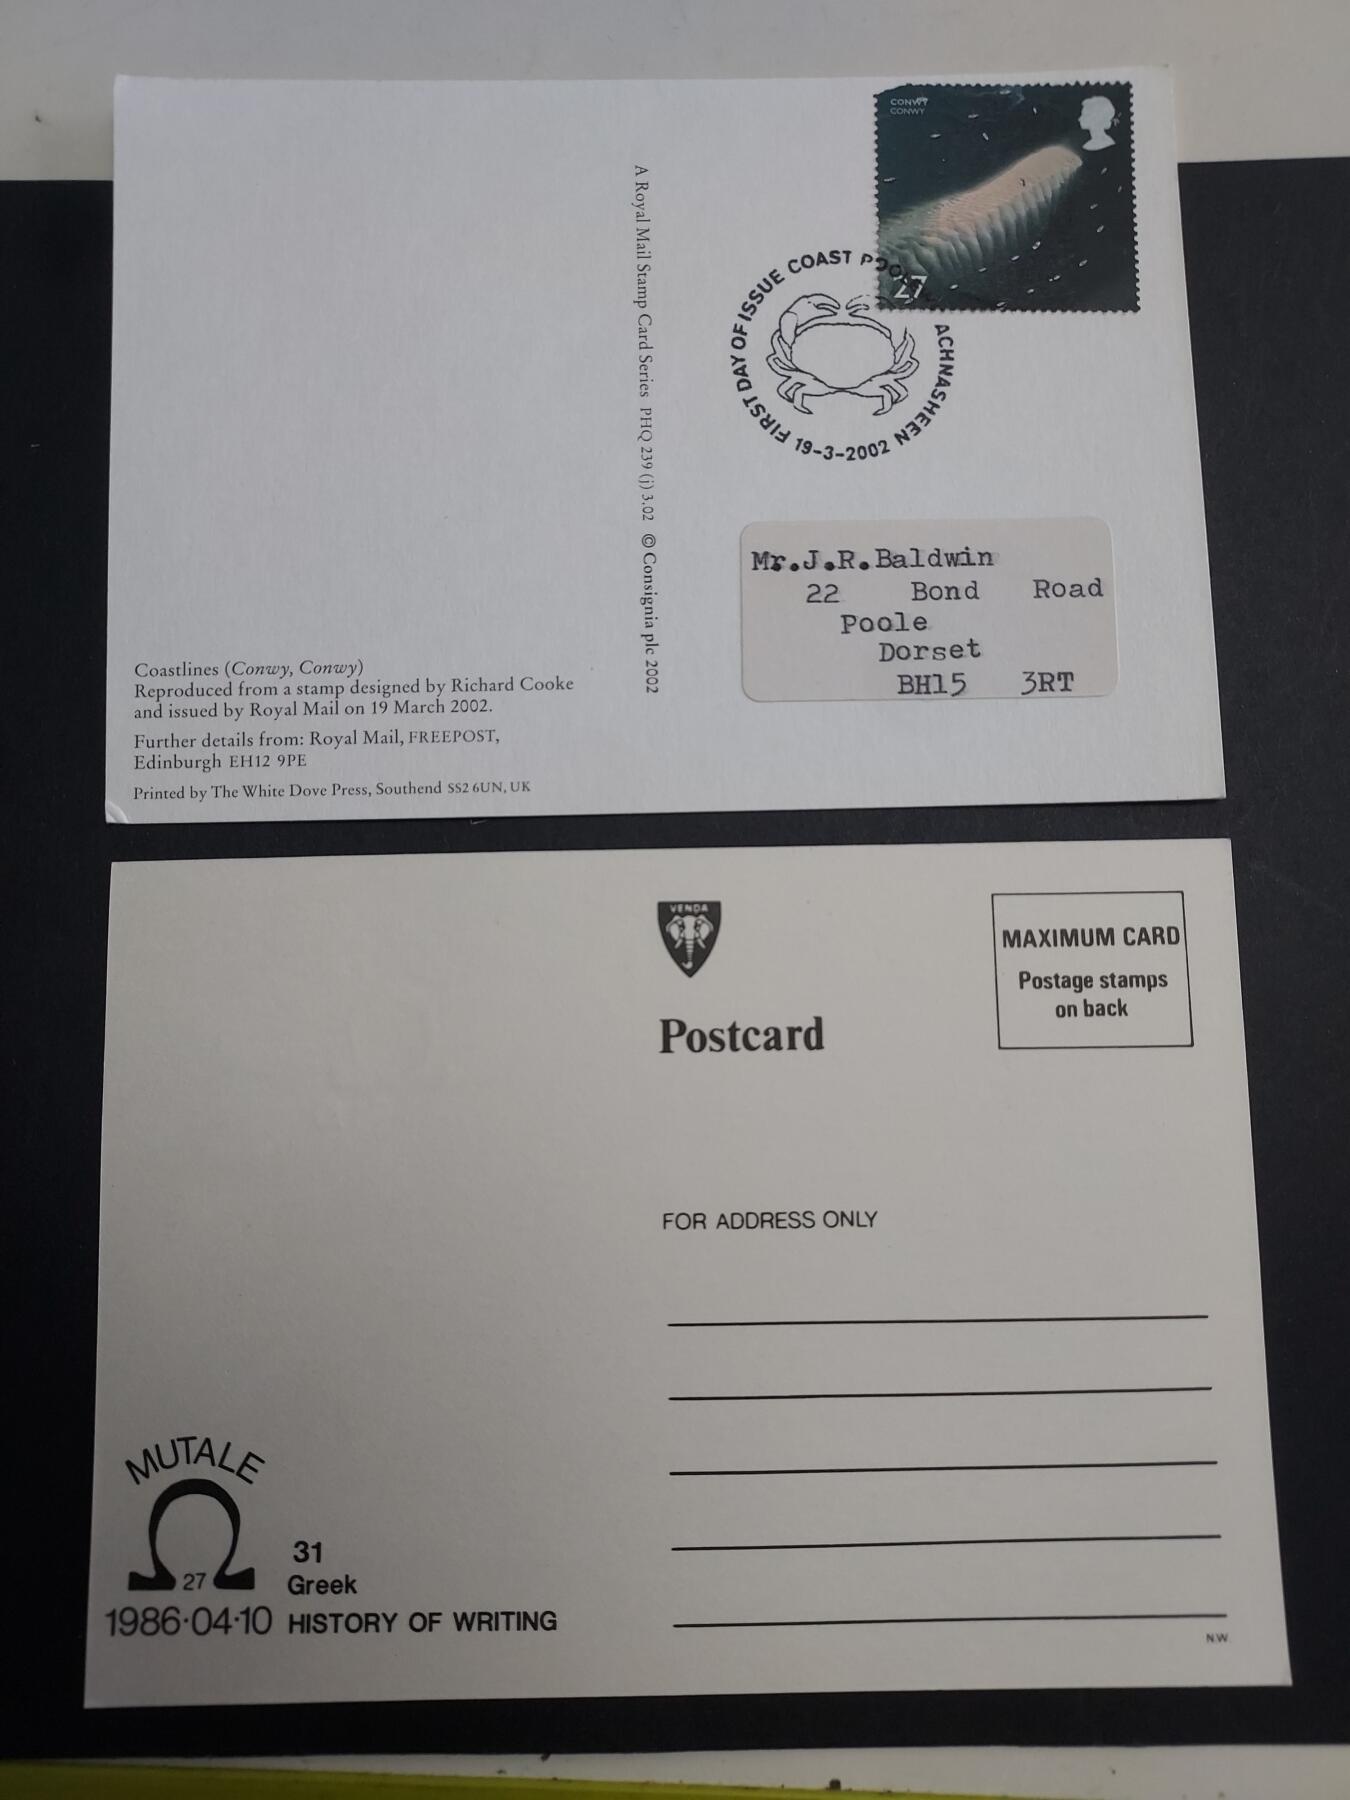 CONWY
CONWY
27
FIRST DAY OF ISSUE COAST ACHNASHEEN
19-3-2002
A Royal Mail Stamp Card Series PHQ 239 (j) 3.02 © Consignia plc 2002
Mr.J.R.Baldwin
22 Bond Road
Poole
Dorset
BH15 3RT
Coastlines (Conwy, Conwy)
Reproduced from a stamp designed by Richard Cooke
and issued by Royal Mail on 19 March 2002.
Further details from: Royal Mail, FREEPOST,
Edinburgh EH12 9PE
Printed by The White Dove Press, Southend SS2 6UN, UK
VENDA
Postcard
MAXIMUM CARD
Postage stamps
on back
FOR ADDRESS ONLY
MUTALE
Ω
27
1986·04·10
31
Greek
HISTORY OF WRITING
N.W.